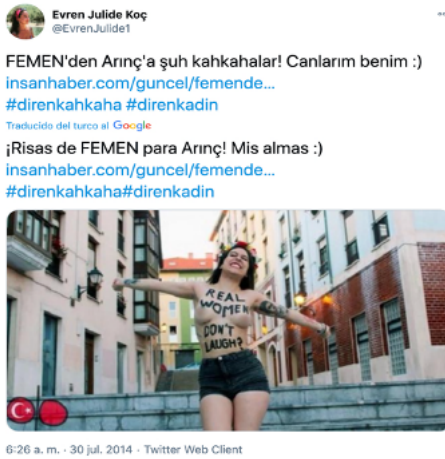 Evren Julide Koç
@EvrenJulide1
FEMEN'den Arınç'a şuh kahkahalar! Canlarım benim :)
insanhaber.com/guncel/femende...
#direnkahkaha #direnkadin
Traducido del turco al Google
¡Risas de FEMEN para Arınç! Mis almas :)
insanhaber.com/guncel/femende...
#direnkahkaha#direnkadin
REAL
WOMEN
DON'T
LAUGH?
6:26 a. m. · 30 jul. 2014 · Twitter Web Client